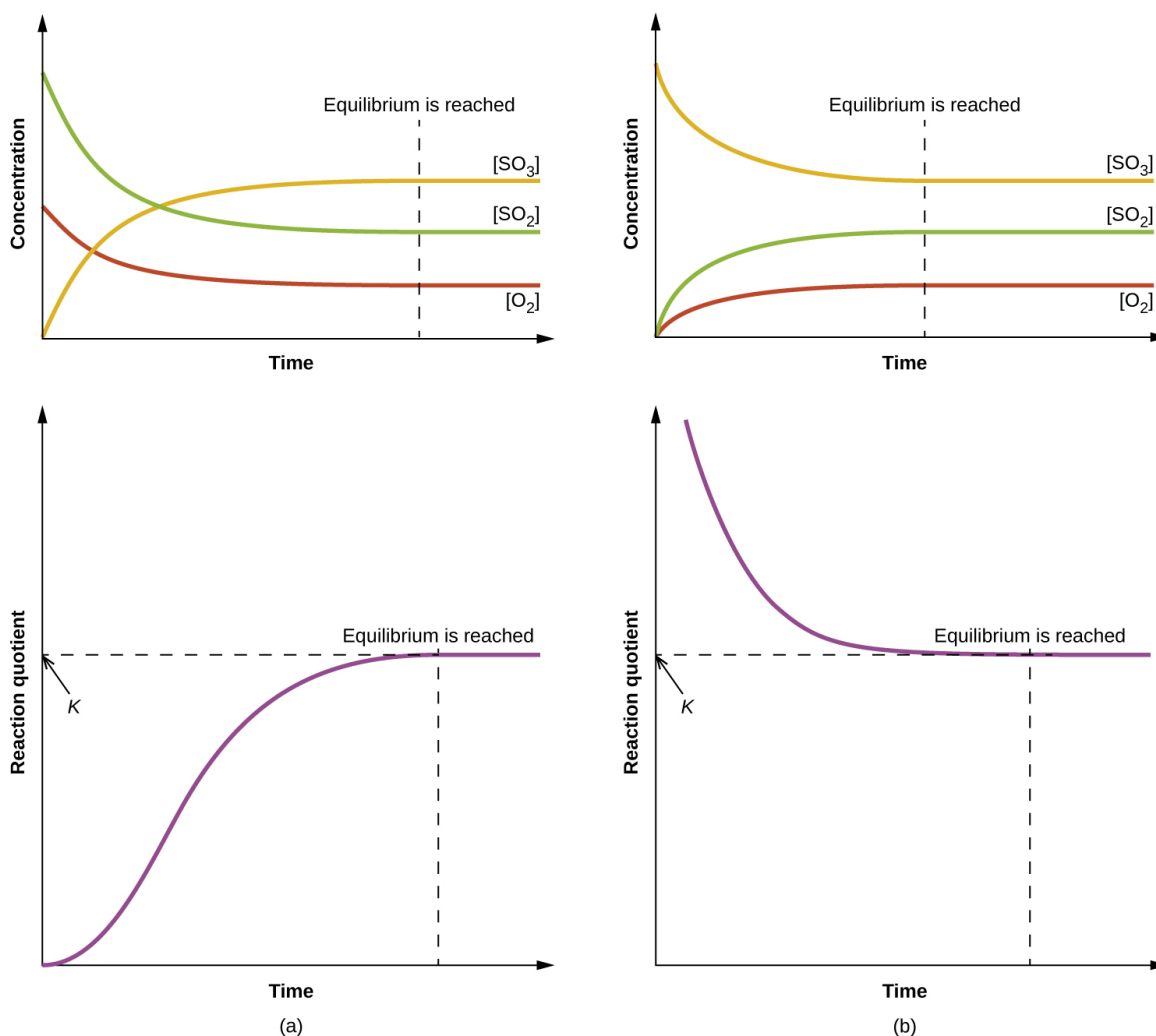 Concentration
Equilibrium is reached
[SO3]
[SO2]
[O2]
Time
Concentration
Equilibrium is reached
[SO3]
[SO2]
[O2]
Time
Reaction quotient
Equilibrium is reached
K
Time
(a)
Reaction quotient
Equilibrium is reached
K
Time
(b)